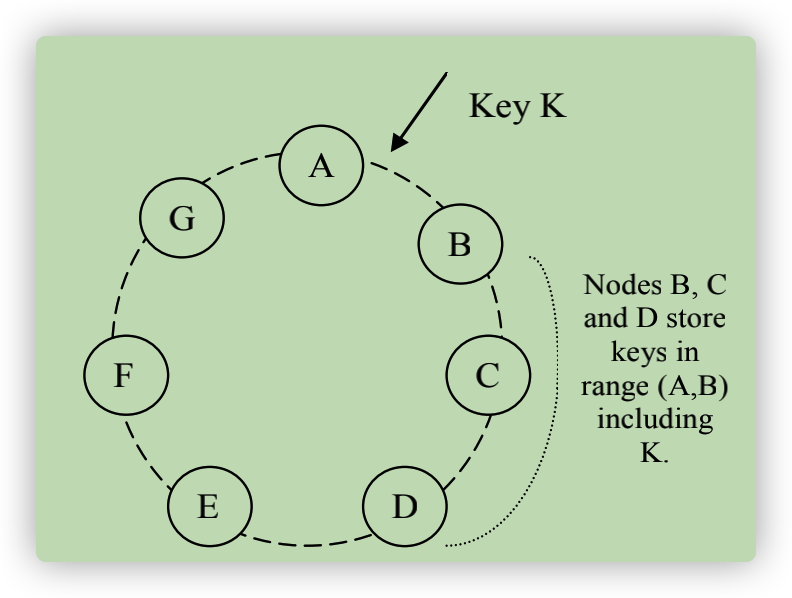 Key K
A
G
B
F
C
E
D
Nodes B, C
and D store
keys in
range (A,B)
including
K.